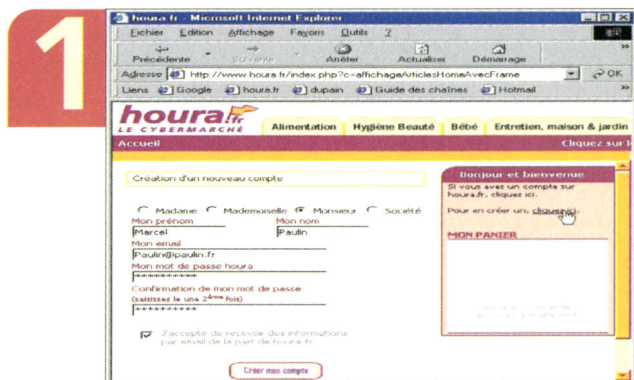 1
houra.fr - Microsoft Internet Explorer
Fichier Edition Affichage Favoris Outils ?
Précédente Suivante Arrêter Actualiser Démarrage »
Adresse http://www.houra.fr/index.php?c=affichageArticlesHomeAvecFrame OK
Liens Google houra.fr dupain Guide des chaînes Hotmail »
houra.fr
LE CYBERMARCHÉ
Alimentation Hygiène Beauté Bébé Entretien, maison & jardin
Accueil Cliquez sur l
Création d'un nouveau compte
Madame Mademoiselle Monsieur Société
Mon prénom Mon nom
Marcel Paulin
Mon email
Paulin@paulin.fr
Mon mot de passe houra
**********
Confirmation de mon mot de passe
(saisissez le une 2ème fois)
**********
J'accepte de recevoir des informations
par email de la part de houra.fr
Créer mon compte
Bonjour et bienvenue
Si vous avez un compte sur
houra.fr, cliquez ici.
Pour en créer un, cliquez ici.
MON PANIER